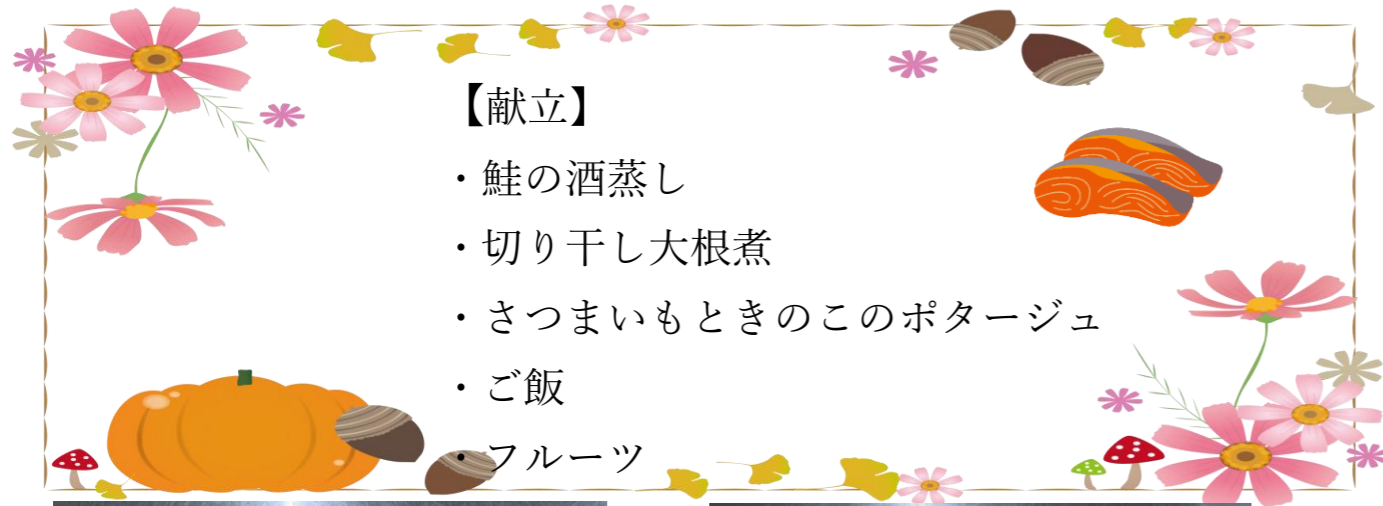 【献立】
・鮭の酒蒸し
・切り干し大根煮
・さつまいもときのこのポタージュ
・ご飯
・フルーツ